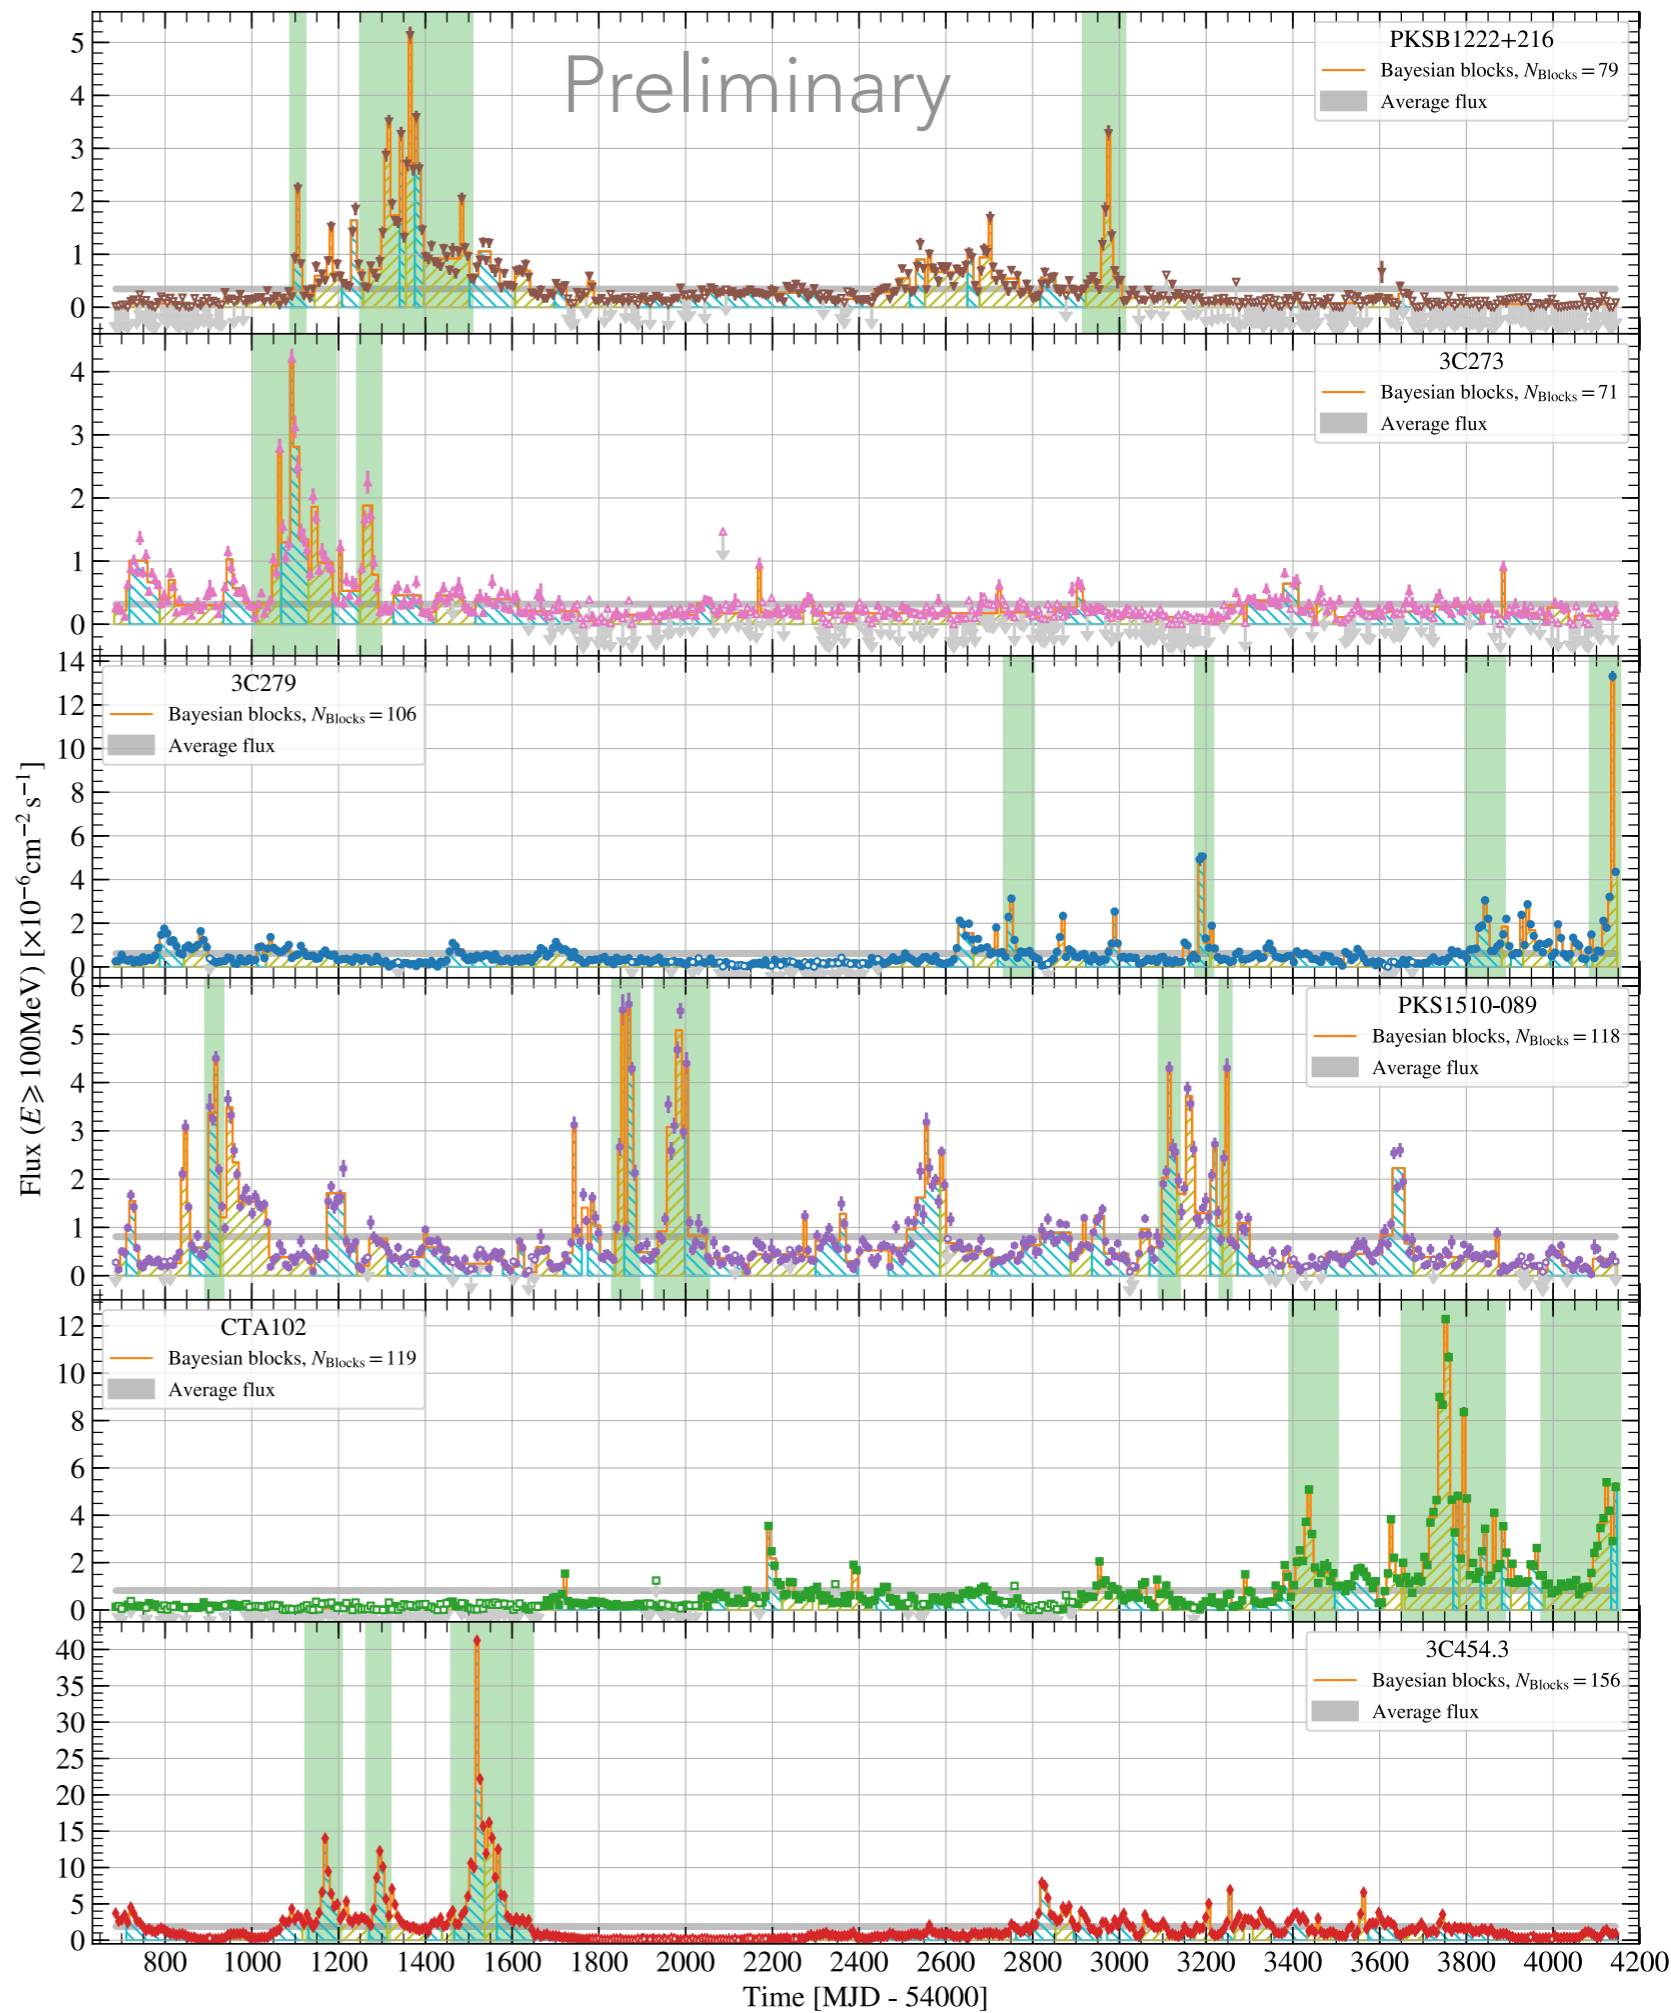 Preliminary
PKSB1222+216
Bayesian blocks, N_Blocks = 79
Average flux
5
4
3
2
1
0
3C273
Bayesian blocks, N_Blocks = 71
Average flux
4
3
2
1
0
3C279
Bayesian blocks, N_Blocks = 106
Average flux
14
12
10
8
6
4
2
0
PKS1510-089
Bayesian blocks, N_Blocks = 118
Average flux
6
5
4
3
2
1
0
CTA102
Bayesian blocks, N_Blocks = 119
Average flux
12
10
8
6
4
2
0
3C454.3
Bayesian blocks, N_Blocks = 156
Average flux
40
35
30
25
20
15
10
5
0
800 1000 1200 1400 1600 1800 2000 2200 2400 2600 2800 3000 3200 3400 3600 3800 4000 4200
Time [MJD - 54000]
Flux (E ⩾ 100MeV) [×10⁻⁶cm⁻² s⁻¹]